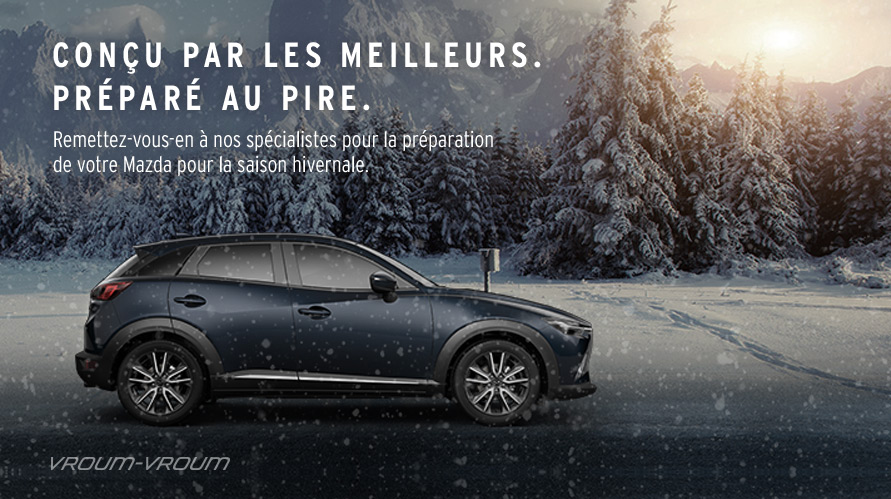 CONÇU PAR LES MEILLEURS.
PRÉPARÉ AU PIRE.
Remettez-vous-en à nos spécialistes pour la préparation
de votre Mazda pour la saison hivernale.
VROUM-VROUM